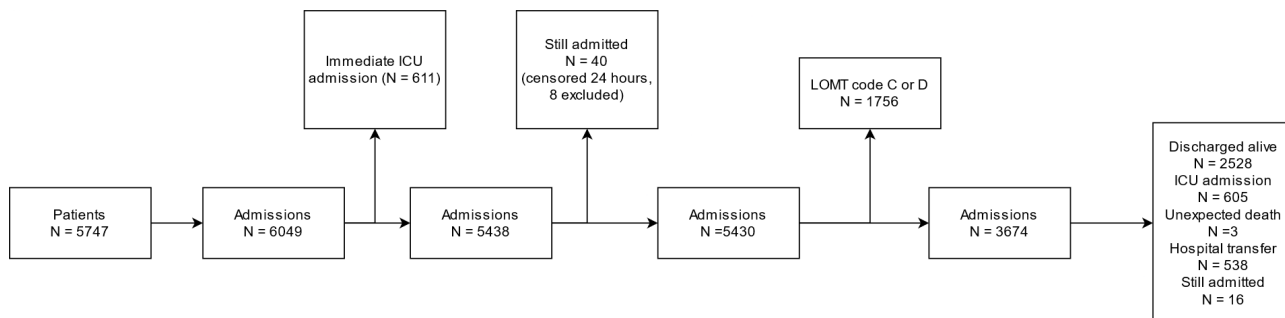 Patients
N = 5747
Admissions
N = 6049
Immediate ICU
admission (N = 611)
Admissions
N = 5438
Still admitted
N = 40
(censored 24 hours,
8 excluded)
Admissions
N =5430
LOMT code C or D
N = 1756
Admissions
N = 3674
Discharged alive
N = 2528
ICU admission
N = 605
Unexpected death
N =3
Hospital transfer
N = 538
Still admitted
N = 16